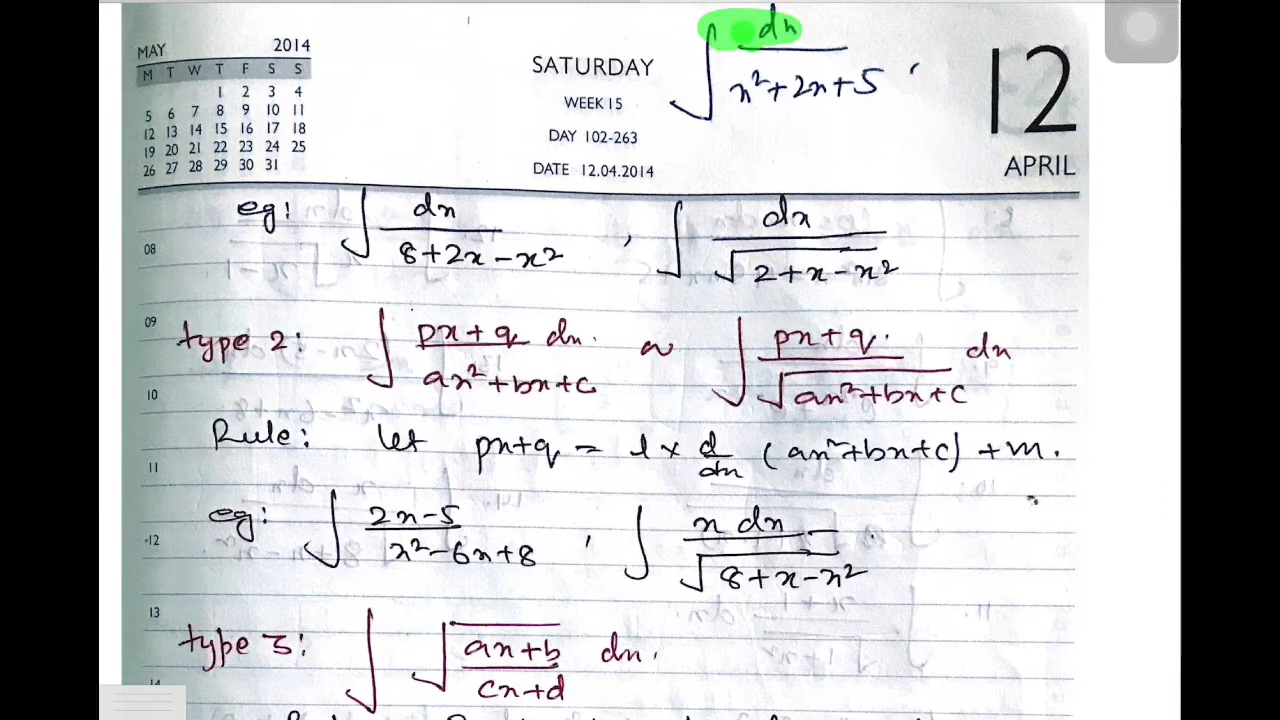 MAY 2014
M T W T F S S
1 2 3 4
5 6 7 8 9 10 11
12 13 14 15 16 17 18
19 20 21 22 23 24 25
26 27 28 29 30 31
SATURDAY
WEEK 15
DAY 102-263
DATE 12.04.2014
∫ dx / x²+2x+5 ,
12
APRIL
eg: ∫ dx / 8+2x-x² , ∫ dx / √(2+x-x²)
08
09
type 2: ∫ px+q / ax²+bx+c dx. or ∫ px+q. / √(ax²+bx+c) dx
10
Rule: let px+q = l × d/dx (ax²+bx+c) + m.
11
eg: ∫ 2x-5 / x²-6x+8 , ∫ x dx / √(8+x-x²)
12
13
type 3: ∫ √(ax+b / cx+d) dx.
14